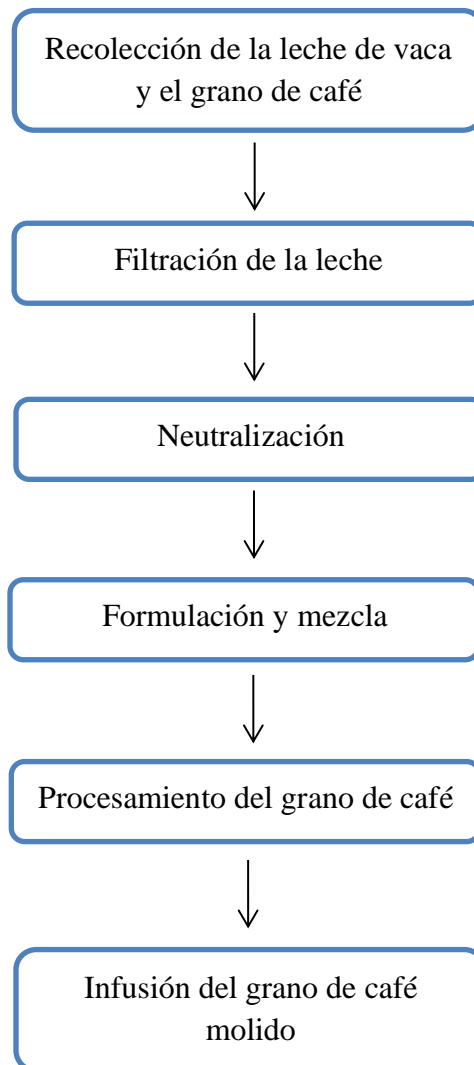 Recolección de la leche de vaca
y el grano de café
Filtración de la leche
Neutralización
Formulación y mezcla
Procesamiento del grano de café
Infusión del grano de café
molido